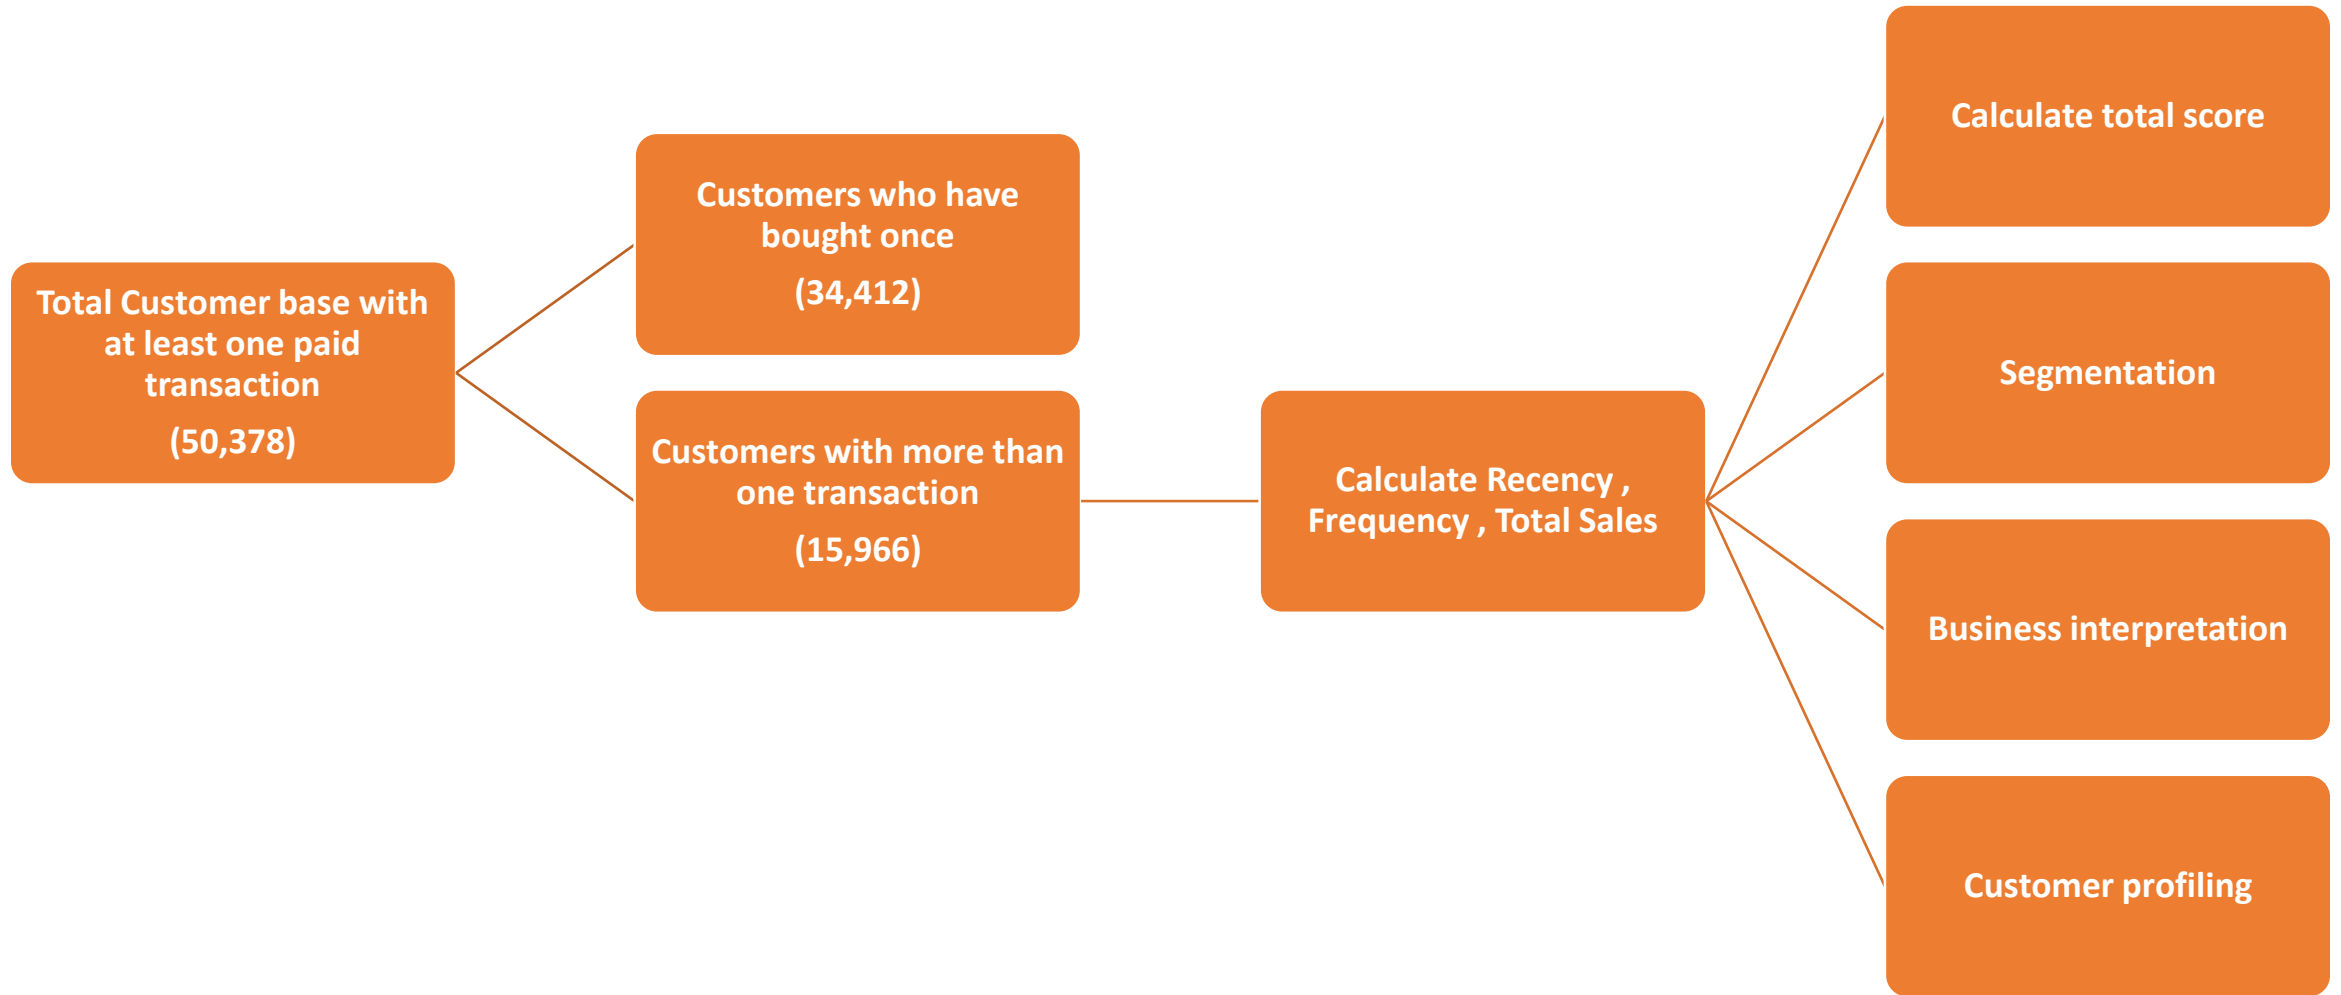 Total Customer base with
at least one paid
transaction
(50,378)
Customers who have
bought once
(34,412)
Customers with more than
one transaction
(15,966)
Calculate Recency ,
Frequency , Total Sales
Calculate total score
Segmentation
Business interpretation
Customer profiling